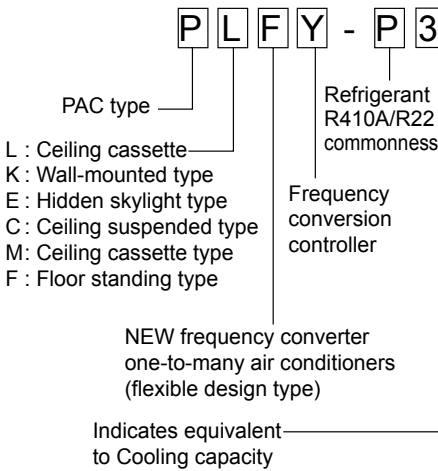 PLFY-P3
PAC type
Refrigerant
R410A/R22
commonness
L : Ceiling cassette
K : Wall-mounted type
E : Hidden skylight type
C : Ceiling suspended type
M: Ceiling cassette type
F : Floor standing type
Frequency
conversion
controller
NEW frequency converter
one-to-many air conditioners
(flexible design type)
Indicates equivalent
to Cooling capacity